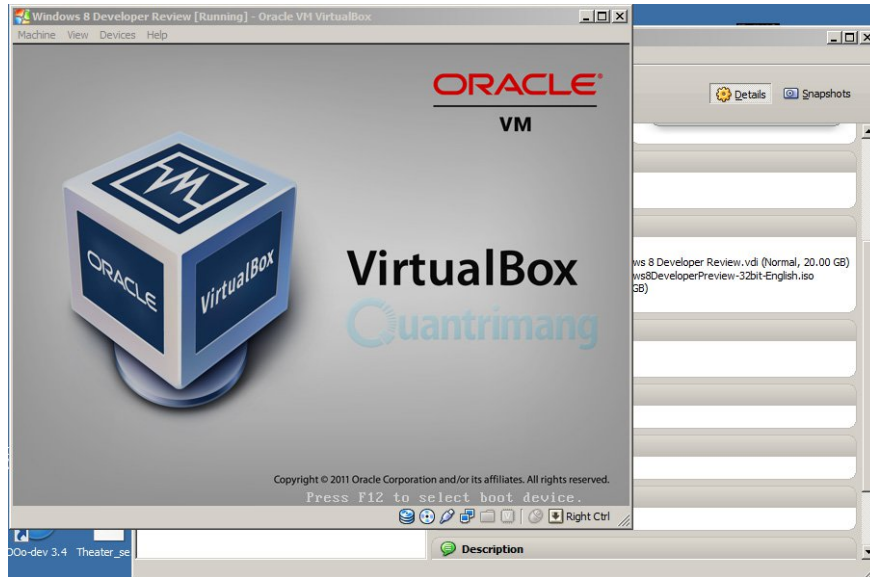 Windows 8 Developer Review [Running] - Oracle VM VirtualBox
Machine View Devices Help
ORACLE
VM
ORACLE
VirtualBox
VirtualBox
Quantrimang
Copyright © 2011 Oracle Corporation and/or its affiliates. All rights reserved.
Press F12 to select boot device.
Right Ctrl
Details
Snapshots
ws 8 Developer Review.vdi (Normal, 20.00 GB)
ws8DeveloperPreview-32bit-English.iso
GB)
Description
OOo-dev 3.4
Theater_se